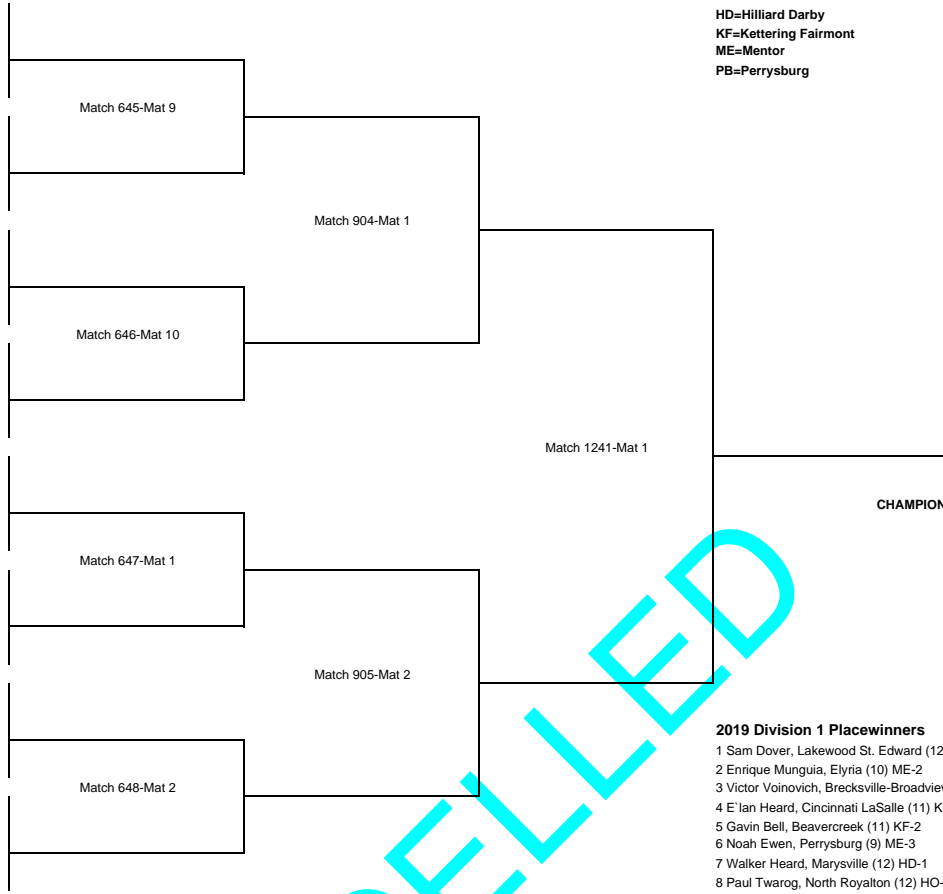 HD=Hilliard Darby
KF=Kettering Fairmont
ME=Mentor
PB=Perrysburg
Match 645-Mat 9
Match 904-Mat 1
Match 646-Mat 10
Match 1241-Mat 1
CHAMPION
Match 647-Mat 1
Match 905-Mat 2
Match 648-Mat 2
ELLED
2019 Division 1 Placewinners
1 Sam Dover, Lakewood St. Edward (12
2 Enrique Munguia, Elyria (10) ME-2
3 Victor Voinovich, Brecksville-Broadview
4 E`lan Heard, Cincinnati LaSalle (11) K
5 Gavin Bell, Beavercreek (11) KF-2
6 Noah Ewen, Perrysburg (9) ME-3
7 Walker Heard, Marysville (12) HD-1
8 Paul Twarog, North Royalton (12) HO-